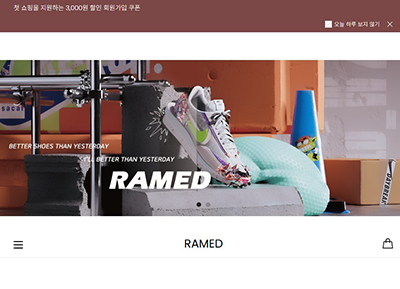 첫 쇼핑을 지원하는 3,000원 할인 회원가입 쿠폰
오늘 하루 보지 않기
sacai
BETTER SHOES THAN YESTERDAY
I'LL BETTER THAN YESTERDAY
RAMED
RAMED